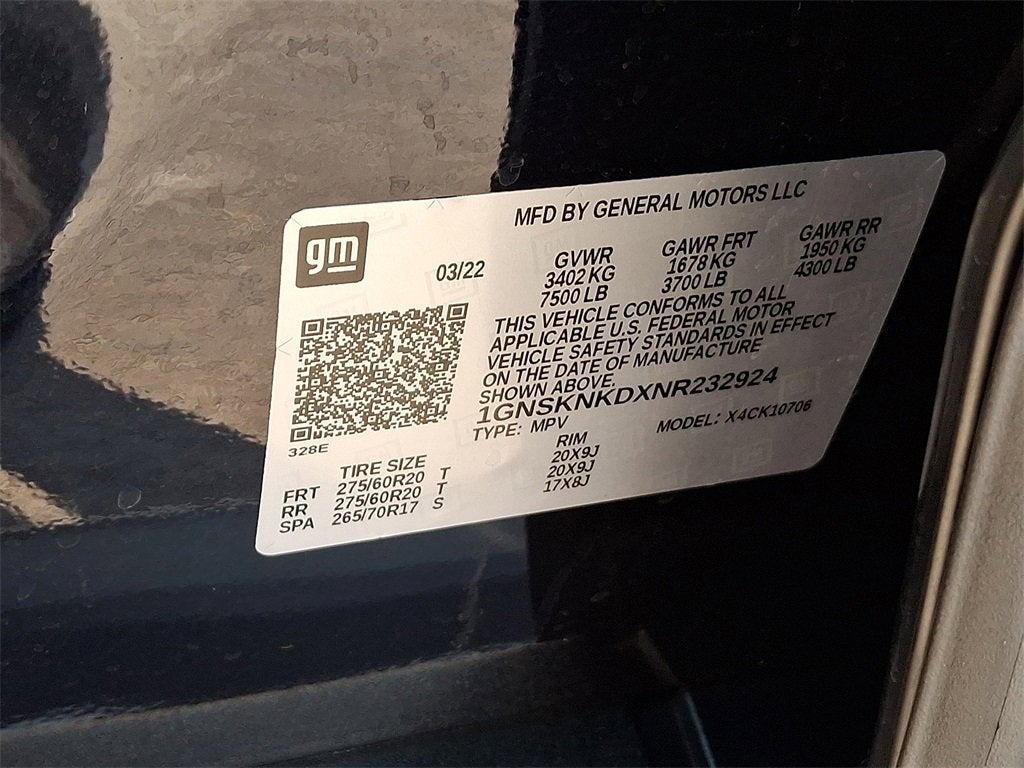 gm
MFD BY GENERAL MOTORS LLC
03/22
GVWR GAWR FRT GAWR RR
3402 KG 1678 KG 1950 KG
7500 LB 3700 LB 4300 LB
THIS VEHICLE CONFORMS TO ALL
APPLICABLE U.S. FEDERAL MOTOR
VEHICLE SAFETY STANDARDS IN EFFECT
ON THE DATE OF MANUFACTURE
SHOWN ABOVE.
1GNSKNKDXNR232924
TYPE: MPV MODEL: X4CK10706
328E
TIRE SIZE RIM
FRT 275/60R20 T 20X9J
RR 275/60R20 T 20X9J
SPA 265/70R17 S 17X8J